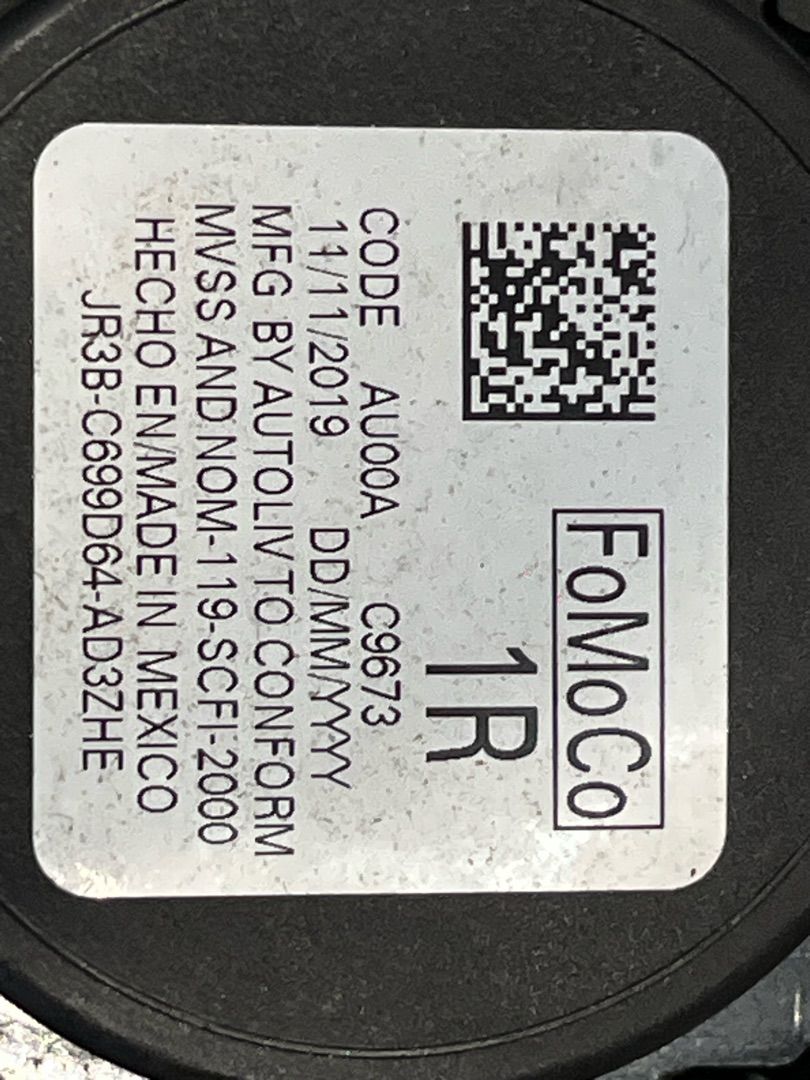 FoMoCo
1R
CODE AU00A C9673
11/11/2019 DD/MM/YYYY
MFG BY AUTOLIV TO CONFORM
MVSS AND NOM-119-SCFI-2000
HECHO EN/MADE IN MEXICO
JR3B-C699D64-AD3ZHE